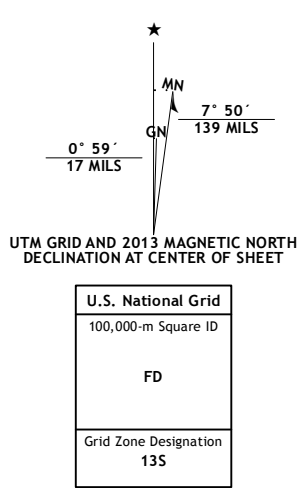 ★
MN
7° 50´
139 MILS
GN
0° 59´
17 MILS
UTM GRID AND 2013 MAGNETIC NORTH
DECLINATION AT CENTER OF SHEET
U.S. National Grid
100,000-m Square ID
FD
Grid Zone Designation
13S